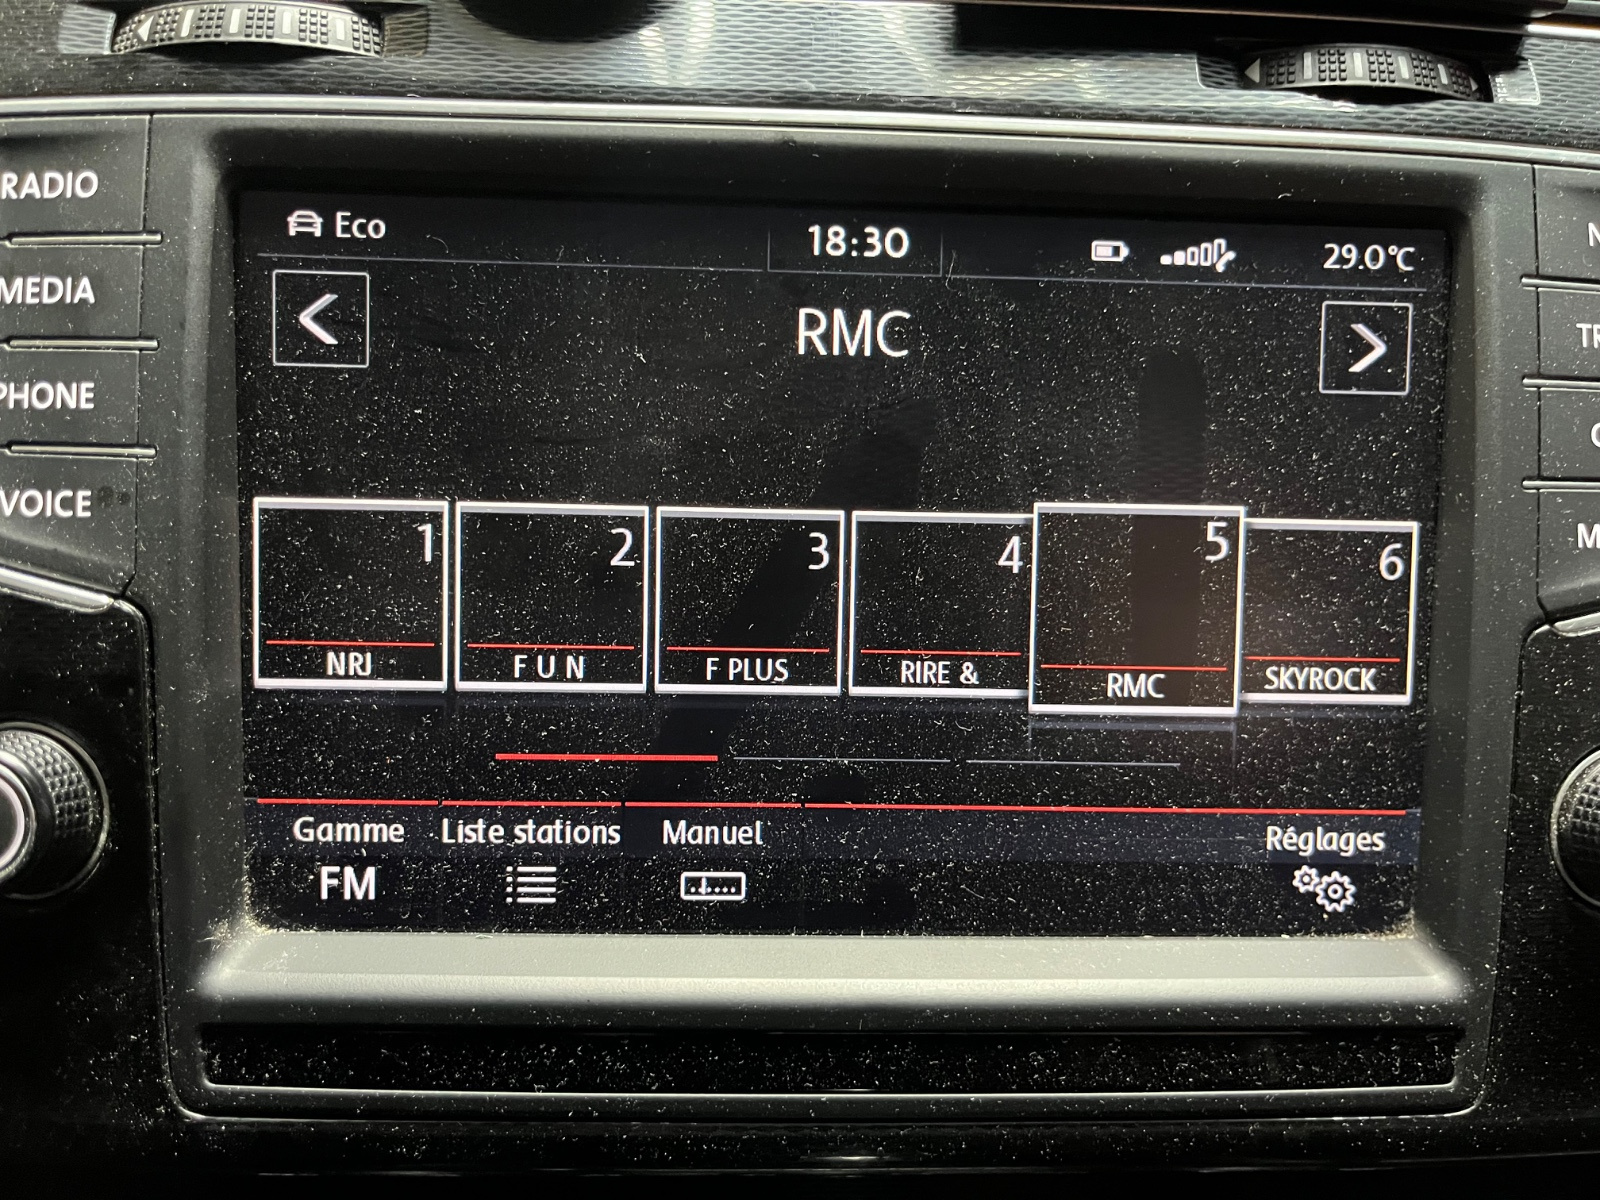 RADIO
MEDIA
PHONE
VOICE
Eco
18:30
29.0°C
RMC
1
2
3
4
5
6
NRJ
F U N
F PLUS
RIRE &
RMC
SKYROCK
Gamme
Liste stations
Manuel
Réglages
FM